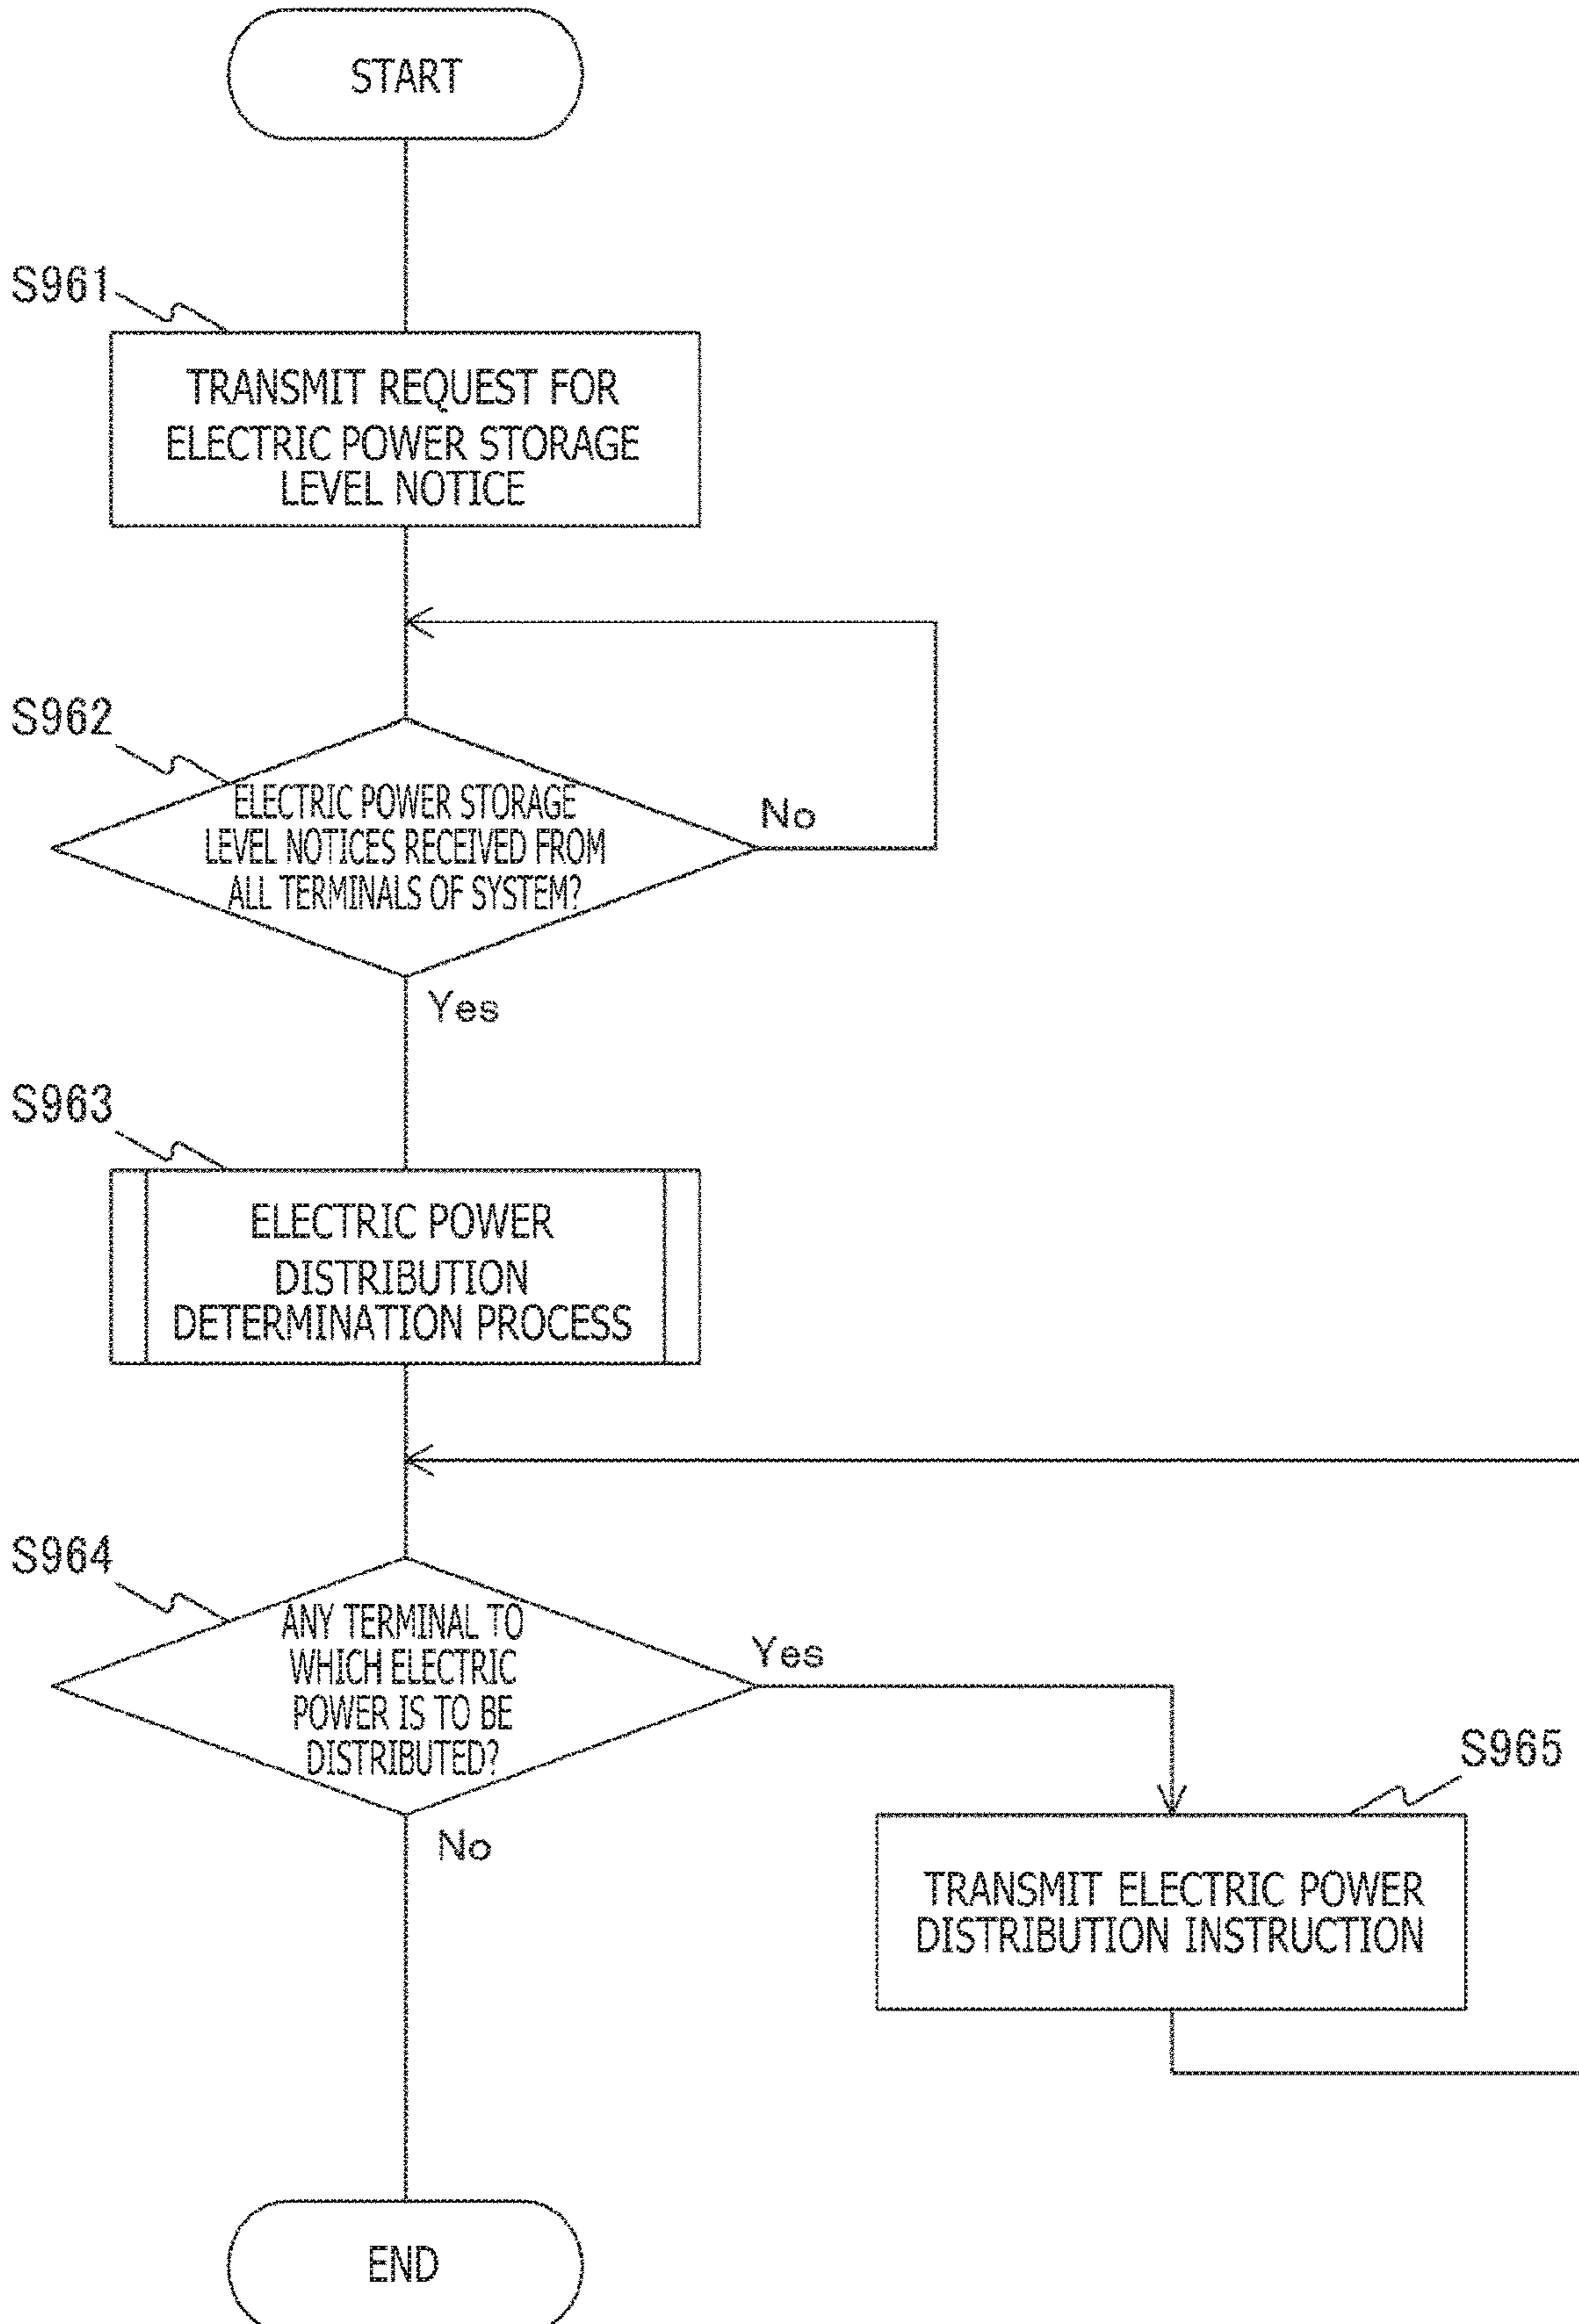 START
S961
TRANSMIT REQUEST FOR
ELECTRIC POWER STORAGE
LEVEL NOTICE
S962
ELECTRIC POWER STORAGE
LEVEL NOTICES RECEIVED FROM
ALL TERMINALS OF SYSTEM?
No
Yes
S963
ELECTRIC POWER
DISTRIBUTION
DETERMINATION PROCESS
S964
ANY TERMINAL TO
WHICH ELECTRIC
POWER IS TO BE
DISTRIBUTED?
Yes
No
S965
TRANSMIT ELECTRIC POWER
DISTRIBUTION INSTRUCTION
END